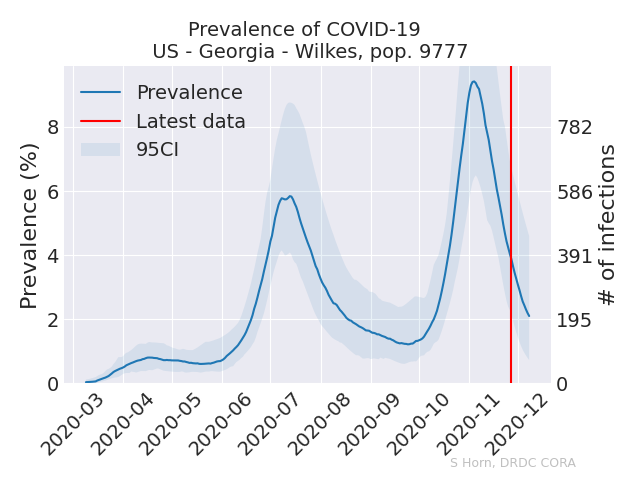 Prevalence of COVID-19
US - Georgia - Wilkes, pop. 9777
Prevalence
Latest data
95CI
Prevalence (%)
8
6
4
2
0
782
586
391
195
0
# of infections
2020-03
2020-04
2020-05
2020-06
2020-07
2020-08
2020-09
2020-10
2020-11
2020-12
S Horn, DRDC CORA